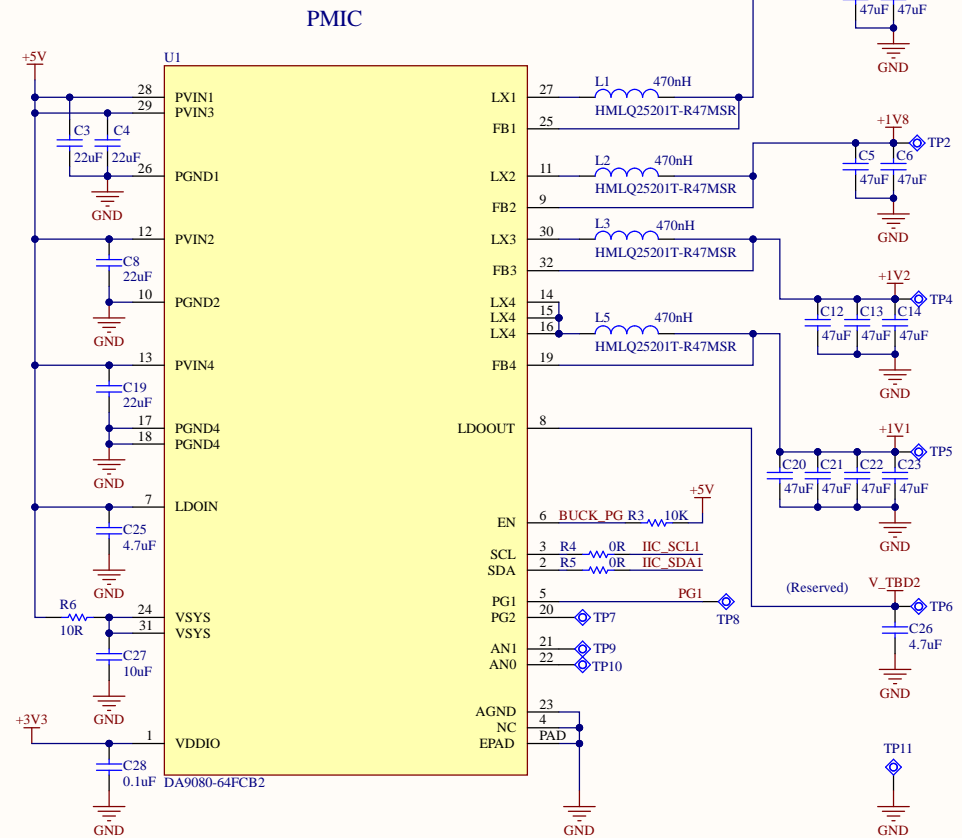 PMIC
47uF 47uF
GND
+5V
U1
28 PVIN1
29 PVIN3
C3 C4
22uF 22uF
26 PGND1
GND
12 PVIN2
C8
22uF
10 PGND2
GND
13 PVIN4
C19
22uF
17 PGND4
18 PGND4
GND
7 LDOIN
C25
4.7uF
GND
R6
10R
24 VSYS
31 VSYS
C27
10uF
GND
+3V3
1 VDDIO
C28
0.1uF
GND
DA9080-64FCB2
LX1 27 L1 470nH
HMLQ25201T-R47MSR
FB1 25
LX2 11 L2 470nH
HMLQ25201T-R47MSR
FB2 9
LX3 30 L3 470nH
HMLQ25201T-R47MSR
FB3 32
LX4 14
LX4 15
LX4 16 L5 470nH
HMLQ25201T-R47MSR
FB4 19
LDOOUT 8
+5V
EN 6 BUCK_PG R3 10K
SCL 3 R4 0R IIC_SCL1
SDA 2 R5 0R IIC_SDA1
PG1 5 PG1 TP8
PG2 20 TP7
AN1 21 TP9
AN0 22 TP10
AGND 23
NC 4
EPAD PAD
GND
+1V8
TP2
C5 C6
47uF 47uF
GND
+1V2
TP4
C12 C13 C14
47uF 47uF 47uF
GND
+1V1
TP5
C20 C21 C22 C23
47uF 47uF 47uF 47uF
GND
(Reserved) V_TBD2
TP6
C26
4.7uF
GND
TP11
GND